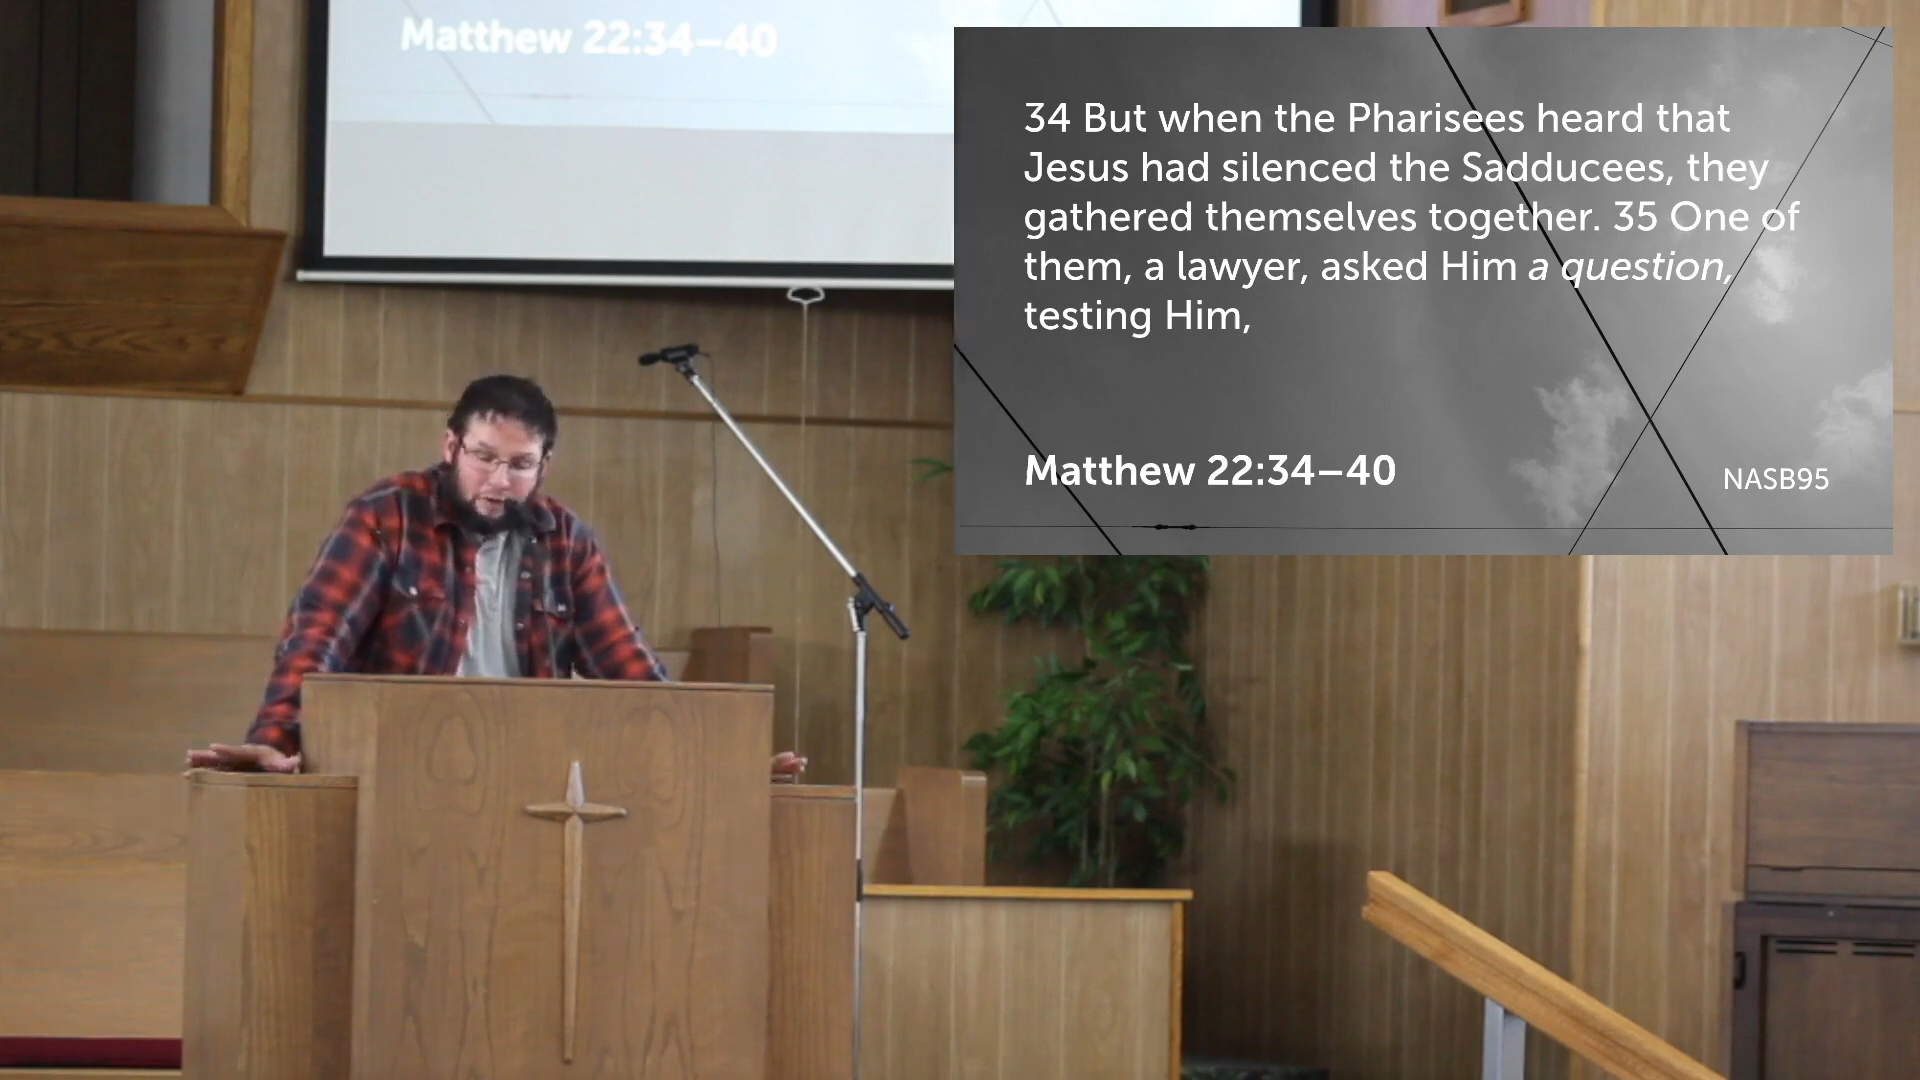 Matthew 22:34–40
34 But when the Pharisees heard that
Jesus had silenced the Sadducees, they
gathered themselves together. 35 One of
them, a lawyer, asked Him a question,
testing Him,
Matthew 22:34–40
NASB95